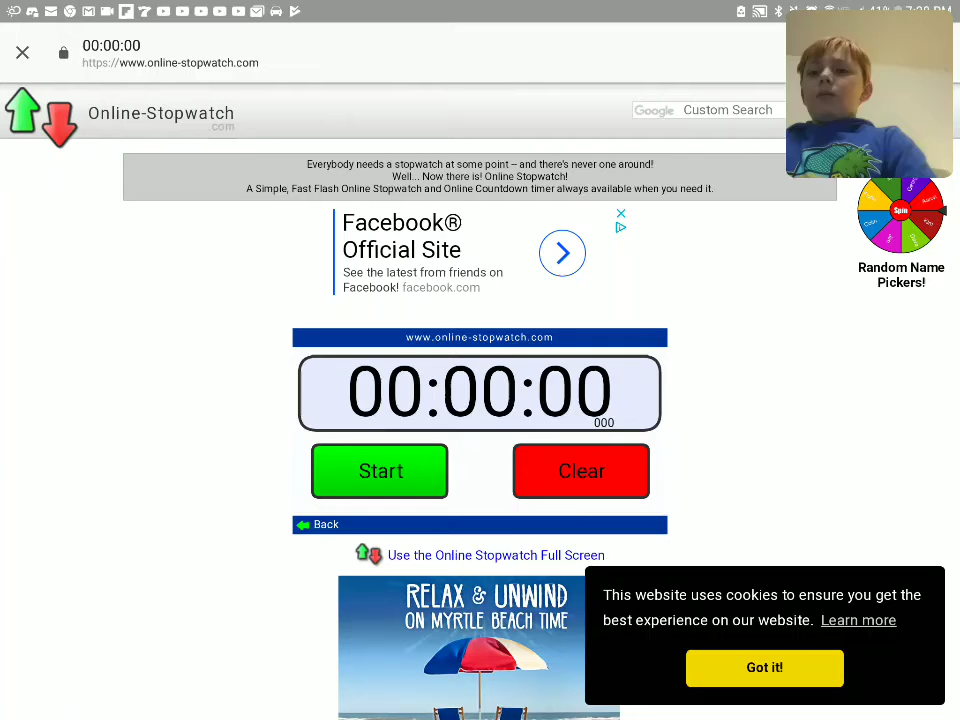 00:00:00
https://www.online-stopwatch.com
Online-Stopwatch
.com
Google Custom Search
Everybody needs a stopwatch at some point – and there's never one around!
Well... Now there is! Online Stopwatch!
A Simple, Fast Flash Online Stopwatch and Online Countdown timer always available when you need it.
Facebook®
Official Site
See the latest from friends on
Facebook! facebook.com
Spin
Random Name
Pickers!
www.online-stopwatch.com
00:00:00
000
Start
Clear
Back
Use the Online Stopwatch Full Screen
RELAX & UNWIND
ON MYRTLE BEACH TIME
This website uses cookies to ensure you get the
best experience on our website. Learn more
Got it!